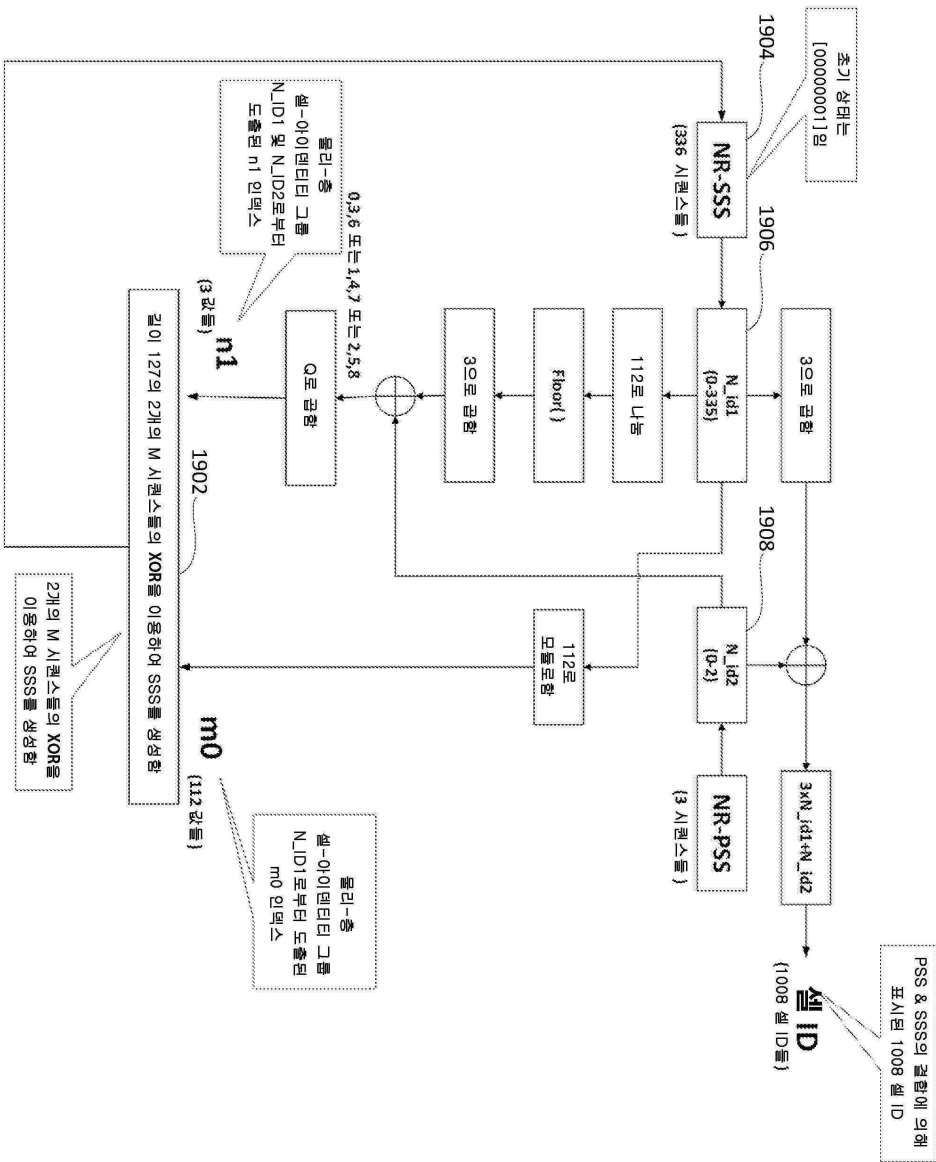 PSS & SSS의 결합에 의해
표시된 1008 셀 ID
셀 ID
{1008 셀 ID들}
3xN_id1+N_id2
3으로 곱함
초기 상태는
[00000001]임
1904
NR-SSS
{336 시퀀스들 }
1906
N_id1
{0-335}
1908
N_id2
{0-2}
NR-PSS
{3 시퀀스들 }
112로 나눔
Floor( )
3으로 곱함
112로
모듈로함
0,3,6 또는 1,4,7 또는 2,5,8
Q로 곱함
물리-층
셀-아이덴티티 그룹
N_ID1 및 N_ID2로부터
도출된 n1 인덱스
n1
{3 값들}
m0
{112 값들 }
물리-층
셀-아이덴티티 그룹
N_ID1로부터 도출된
m0 인덱스
1902
길이 127의 2개의 M 시퀀스들의 XOR을 이용하여 SSS를 생성함
2개의 M 시퀀스들의 XOR을
이용하여 SSS를 생성함